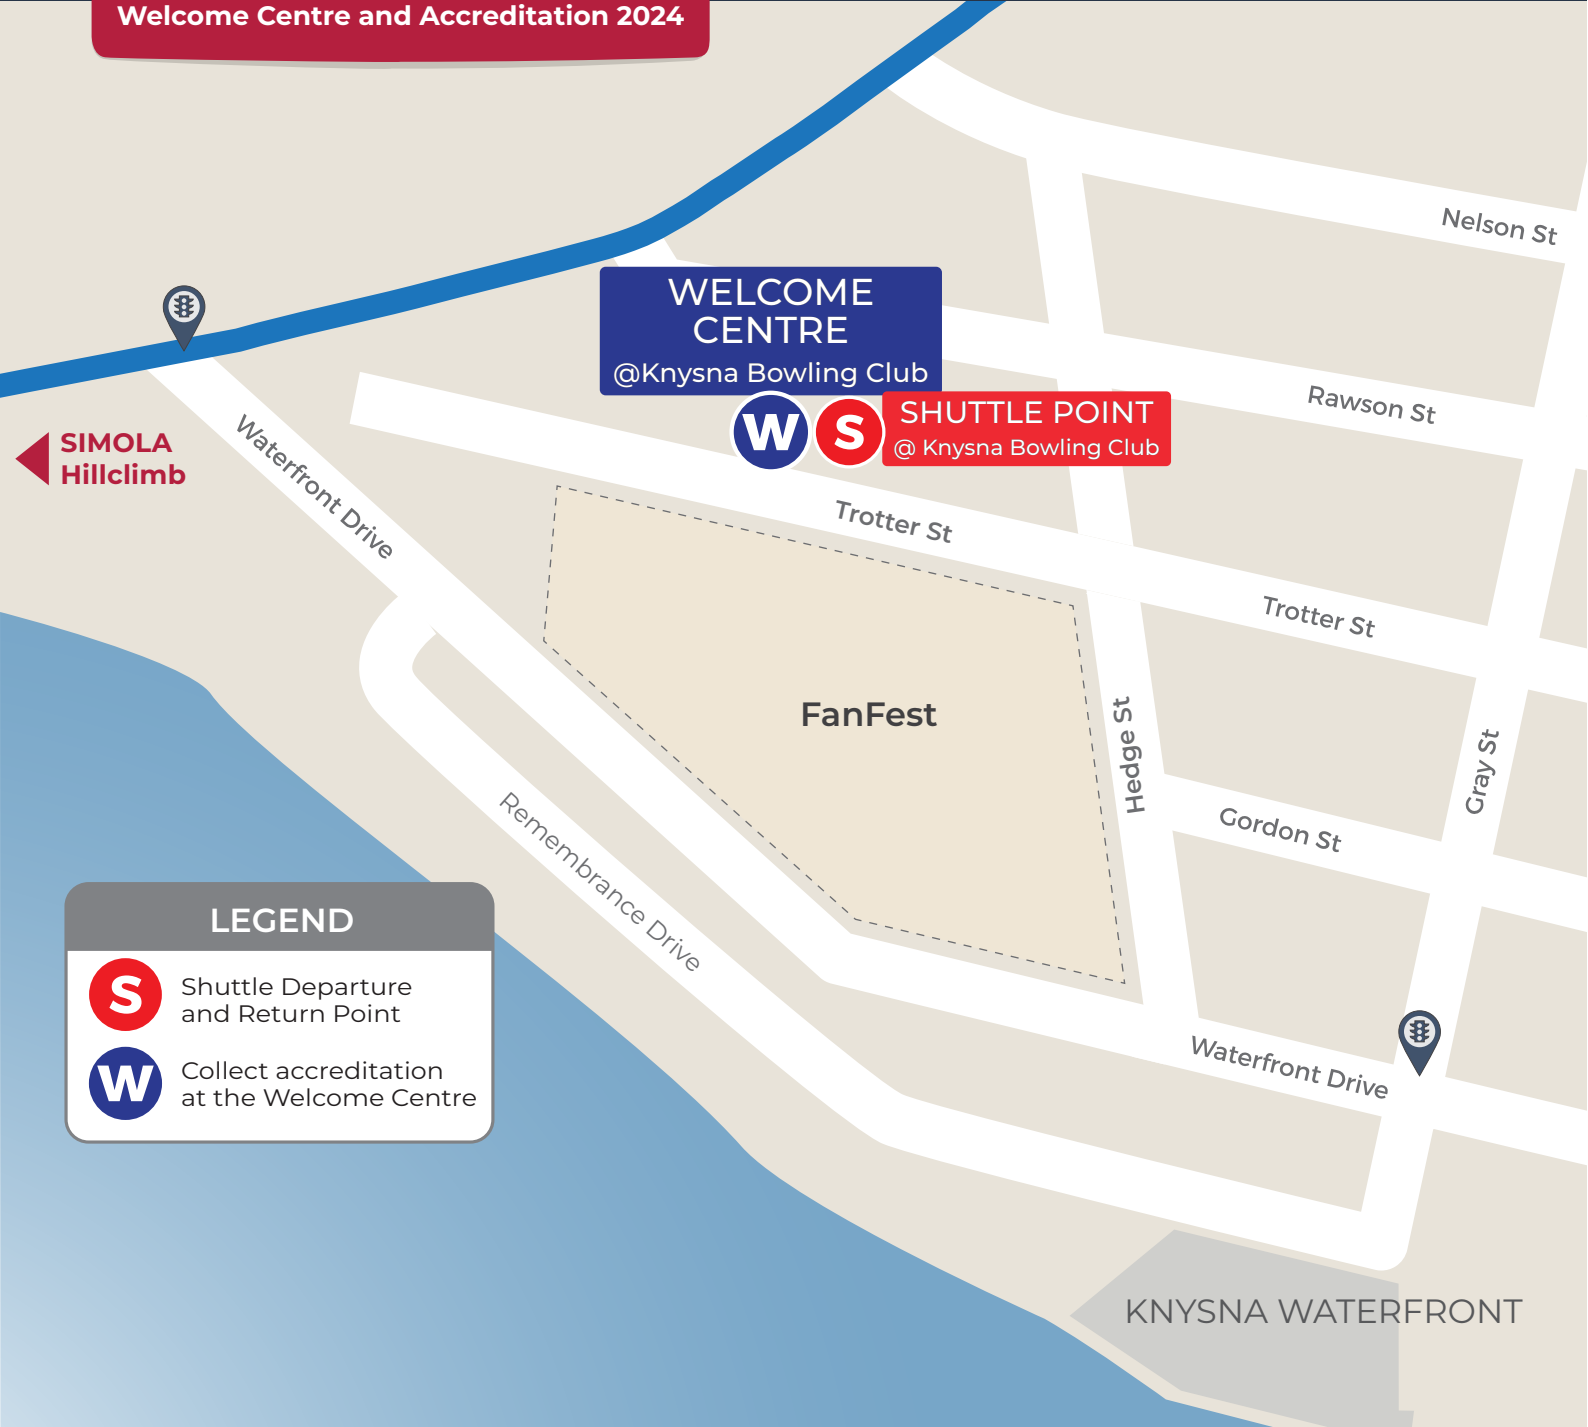 Welcome Centre and Accreditation 2024
Nelson St
WELCOME
CENTRE
@Knysna Bowling Club
W
S
SHUTTLE POINT
@ Knysna Bowling Club
Rawson St
SIMOLA
Hillclimb
Waterfront Drive
Trotter St
Trotter St
FanFest
Hedge St
Gray St
Gordon St
Remembrance Drive
LEGEND
S
Shuttle Departure
and Return Point
W
Collect accreditation
at the Welcome Centre
Waterfront Drive
KNYSNA WATERFRONT